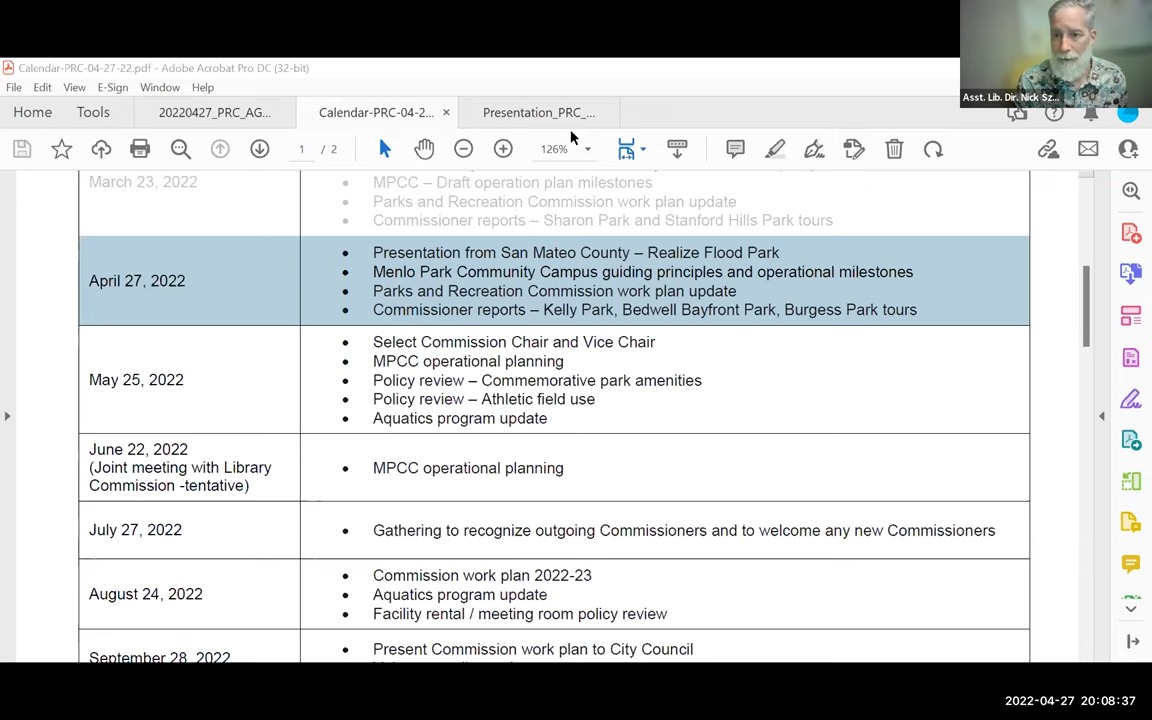 Calendar-PRC-04-27-22.pdf - Adobe Acrobat Pro DC (32-bit)
File Edit View E-Sign Window Help
Home Tools 20220427_PRC_AG... Calendar-PRC-04-2... × Presentation_PRC_...
1 / 2 126%
March 23, 2022
• MPCC – Draft operation plan milestones
• Parks and Recreation Commission work plan update
• Commissioner reports – Sharon Park and Stanford Hills Park tours
April 27, 2022
• Presentation from San Mateo County – Realize Flood Park
• Menlo Park Community Campus guiding principles and operational milestones
• Parks and Recreation Commission work plan update
• Commissioner reports – Kelly Park, Bedwell Bayfront Park, Burgess Park tours
May 25, 2022
• Select Commission Chair and Vice Chair
• MPCC operational planning
• Policy review – Commemorative park amenities
• Policy review – Athletic field use
• Aquatics program update
June 22, 2022
(Joint meeting with Library
Commission -tentative)
• MPCC operational planning
July 27, 2022
• Gathering to recognize outgoing Commissioners and to welcome any new Commissioners
August 24, 2022
• Commission work plan 2022-23
• Aquatics program update
• Facility rental / meeting room policy review
September 28, 2022
• Present Commission work plan to City Council
Asst. Lib. Dir. Nick Sz...
2022-04-27 20:08:37